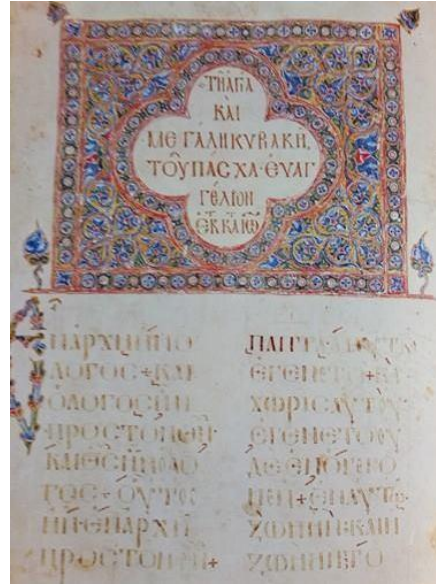 ΤΗ ΑΓΙΑ
ΚΑΙ
ΜΕΓΑΛΗ ΚΥΡΙΑΚΗ,
ΤΟΥ ΠΑϹΧΑ· ΕΥΑΓ
ΓΕΛΙΟΝ
ΙΩ
ΕΝ ΑΡΧΗ ΗΝ Ο
ΛΟΓΟϹ + ΚΑΙ
Ο ΛΟΓΟϹ ΗΝ
ΠΡΟϹ ΤΟΝ ΘΝ·
ΚΑΙ ΘϹ ΗΝ Ο ΛΟ
ΓΟϹ + ΟΥΤΟϹ
ΗΝ ΕΝ ΑΡΧΗ
ΠΡΟϹ ΤΟΝ ΘΝ +
ΠΑΝΤΑ ΔΙ ΑΥΤΟΥ
ΕΓΕΝΕΤΟ + ΚΑΙ
ΧΩΡΙϹ ΑΥΤΟΥ
ΕΓΕΝΕΤΟ ΟΥ
ΔΕ ΕΝ Ο ΓΕΓΟ
ΝΕΝ + ΕΝ ΑΥΤΩ
ΖΩΗ ΗΝ ΚΑΙ Η
ΖΩΗ ΗΝ